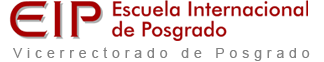 EIP Escuela Internacional
de Posgrado
Vicerrectorado de Posgrado